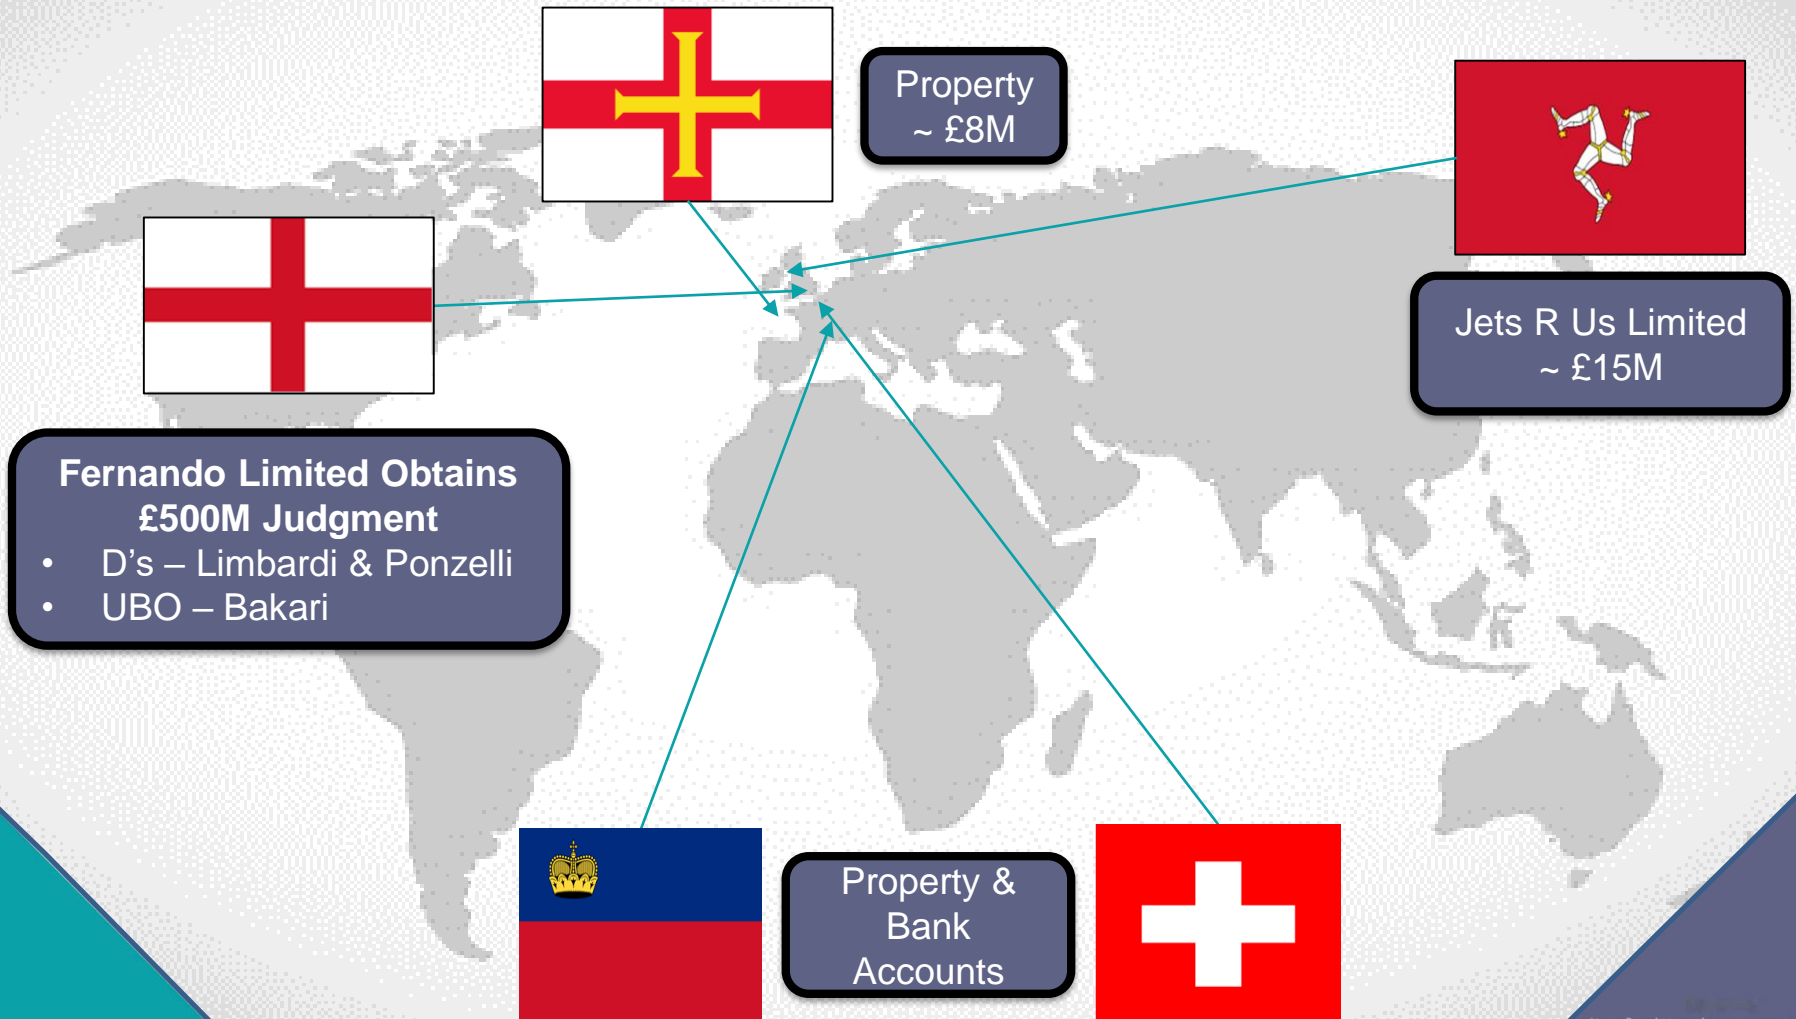 Property
~ £8M
Jets R Us Limited
~ £15M
Fernando Limited Obtains
£500M Judgment
• D’s – Limbardi & Ponzelli
• UBO – Bakari
Property &
Bank
Accounts